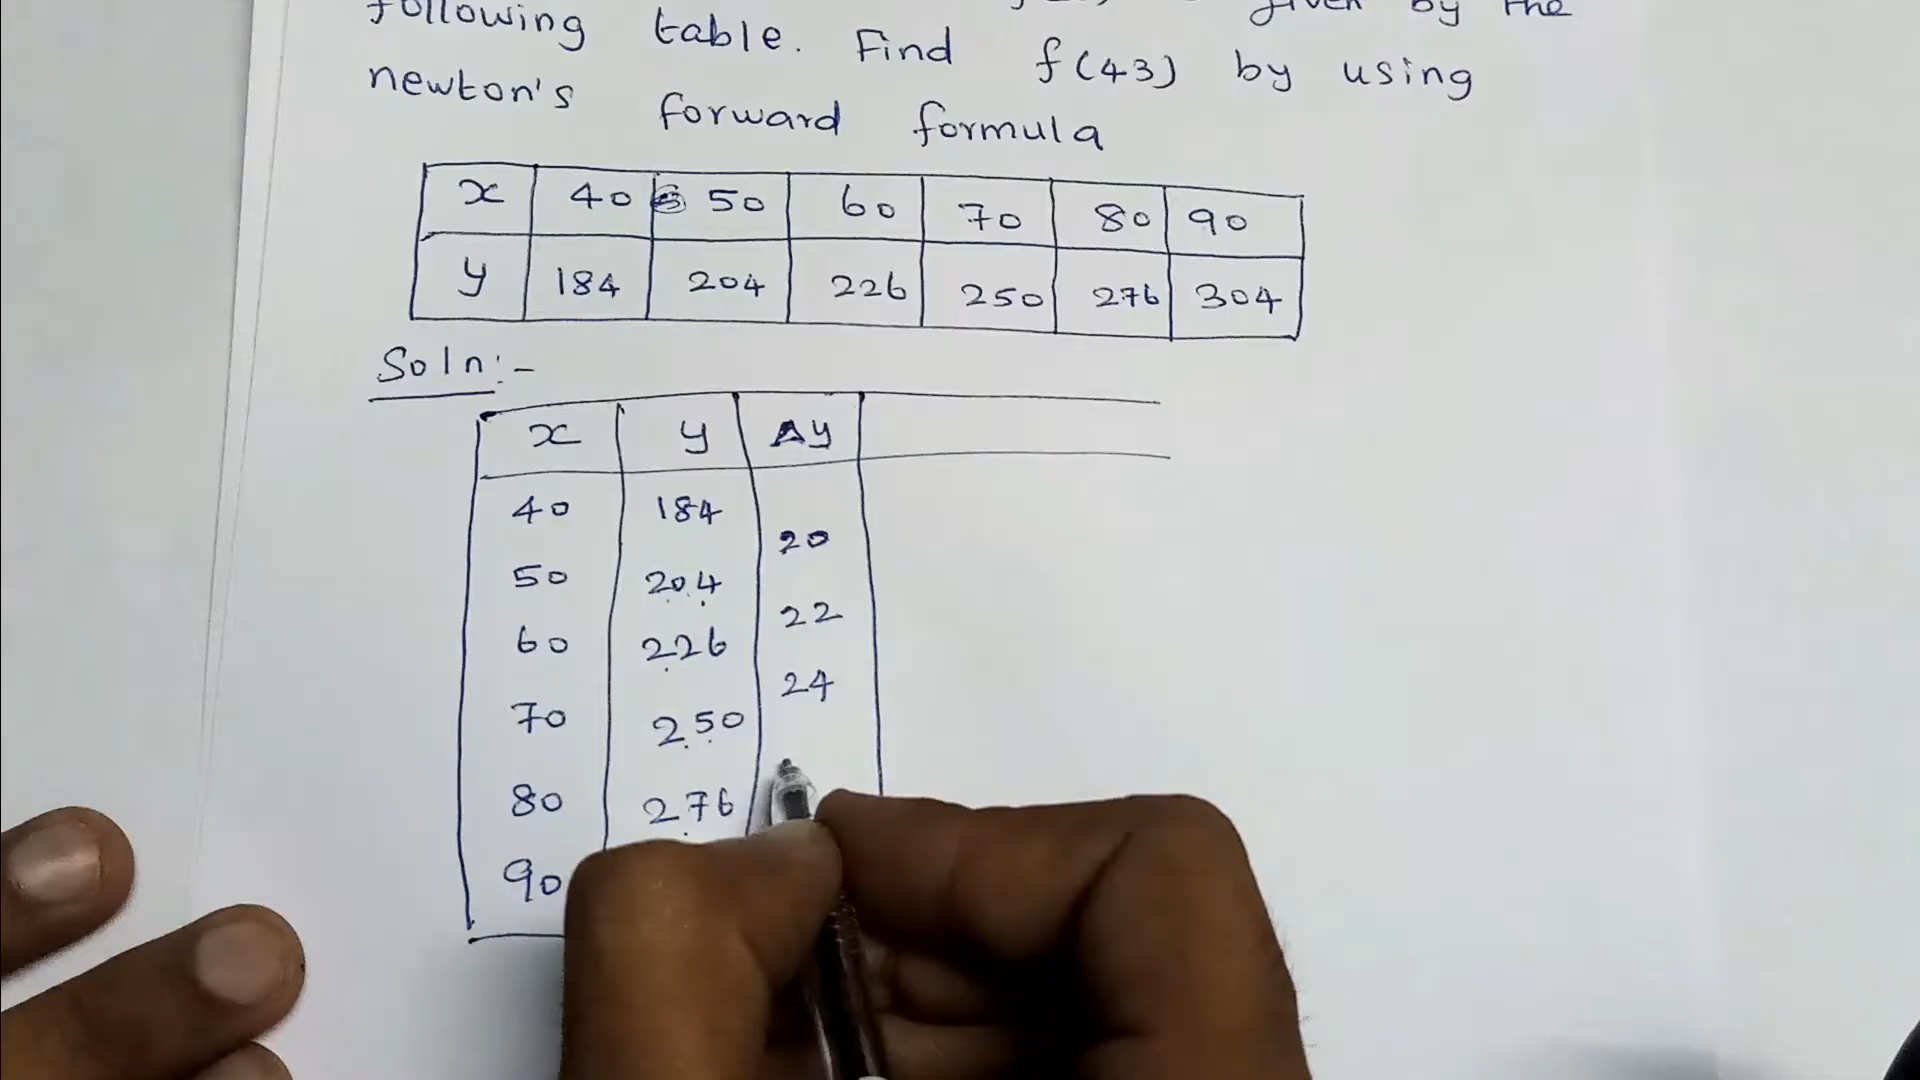 following table. Find f(43) by using
newton's forward formula
x 40 50 60 70 80 90
y 184 204 226 250 276 304
Soln:-
x y Δy
40 184
20
50 204
22
60 226
24
70 250
80 276
90